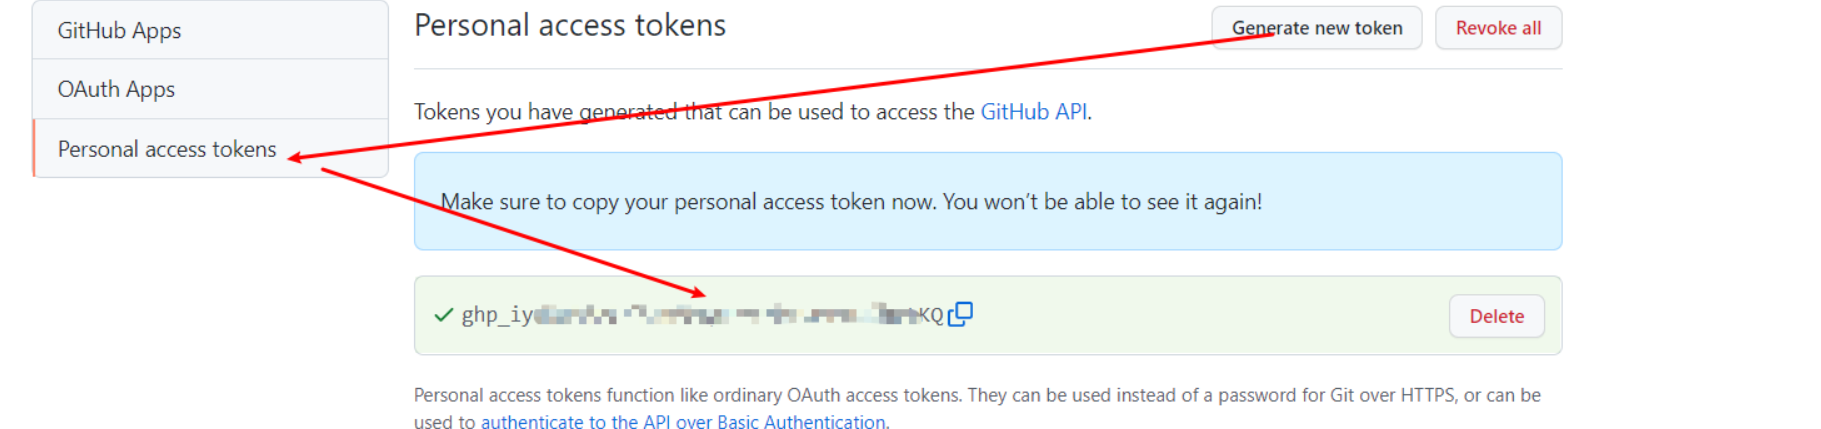 GitHub Apps
OAuth Apps
Personal access tokens
Personal access tokens
Generate new token
Revoke all
Tokens you have generated that can be used to access the GitHub API.
Make sure to copy your personal access token now. You won’t be able to see it again!
Delete
Personal access tokens function like ordinary OAuth access tokens. They can be used instead of a password for Git over HTTPS, or can be
used to authenticate to the API over Basic Authentication.